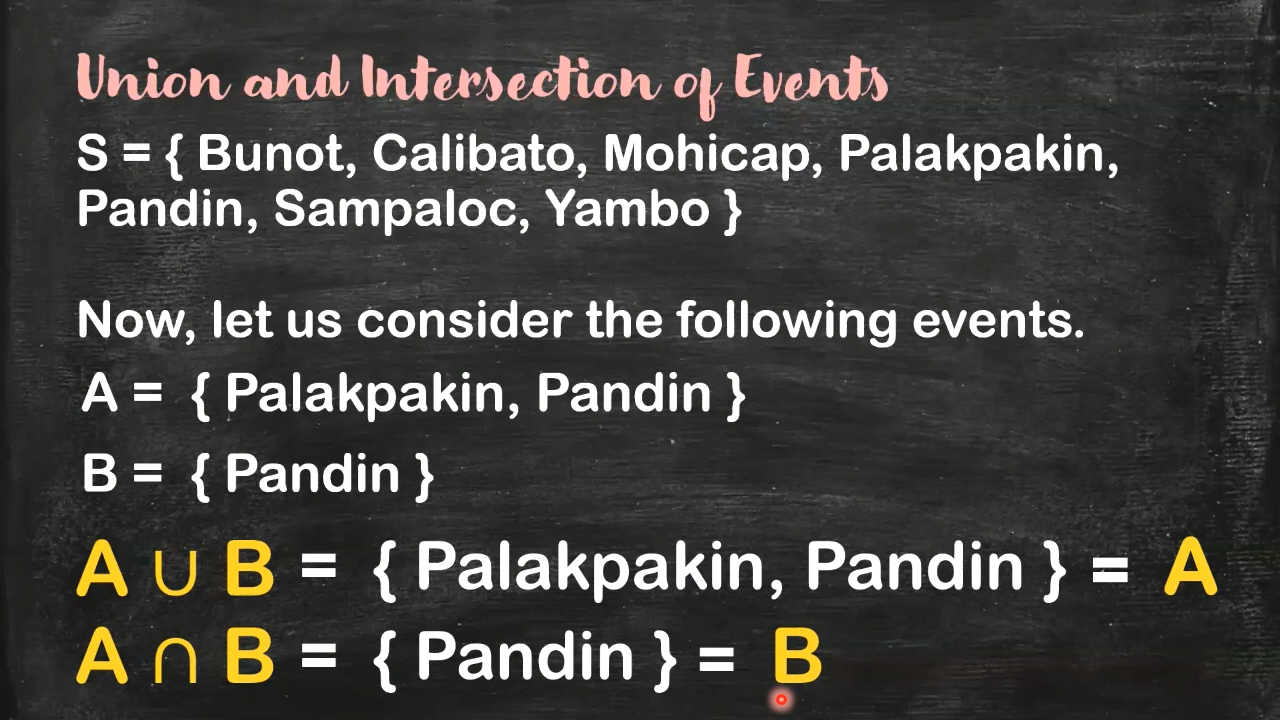 Union and Intersection of Events
S = { Bunot, Calibato, Mohicap, Palakpakin,
Pandin, Sampaloc, Yambo }
Now, let us consider the following events.
A = { Palakpakin, Pandin }
B = { Pandin }
A ∪ B = { Palakpakin, Pandin } = A
A ∩ B = { Pandin } = B